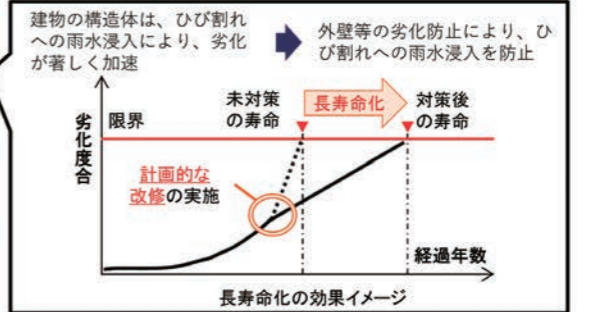 建物の構造体は、ひび割れ
への雨水浸入により、劣化
が著しく加速
外壁等の劣化防止により、ひ
び割れへの雨水浸入を防止
劣化度合
限界
未対策
の寿命
長寿命化
対策後
の寿命
計画的な
改修の実施
経過年数
長寿命化の効果イメージ